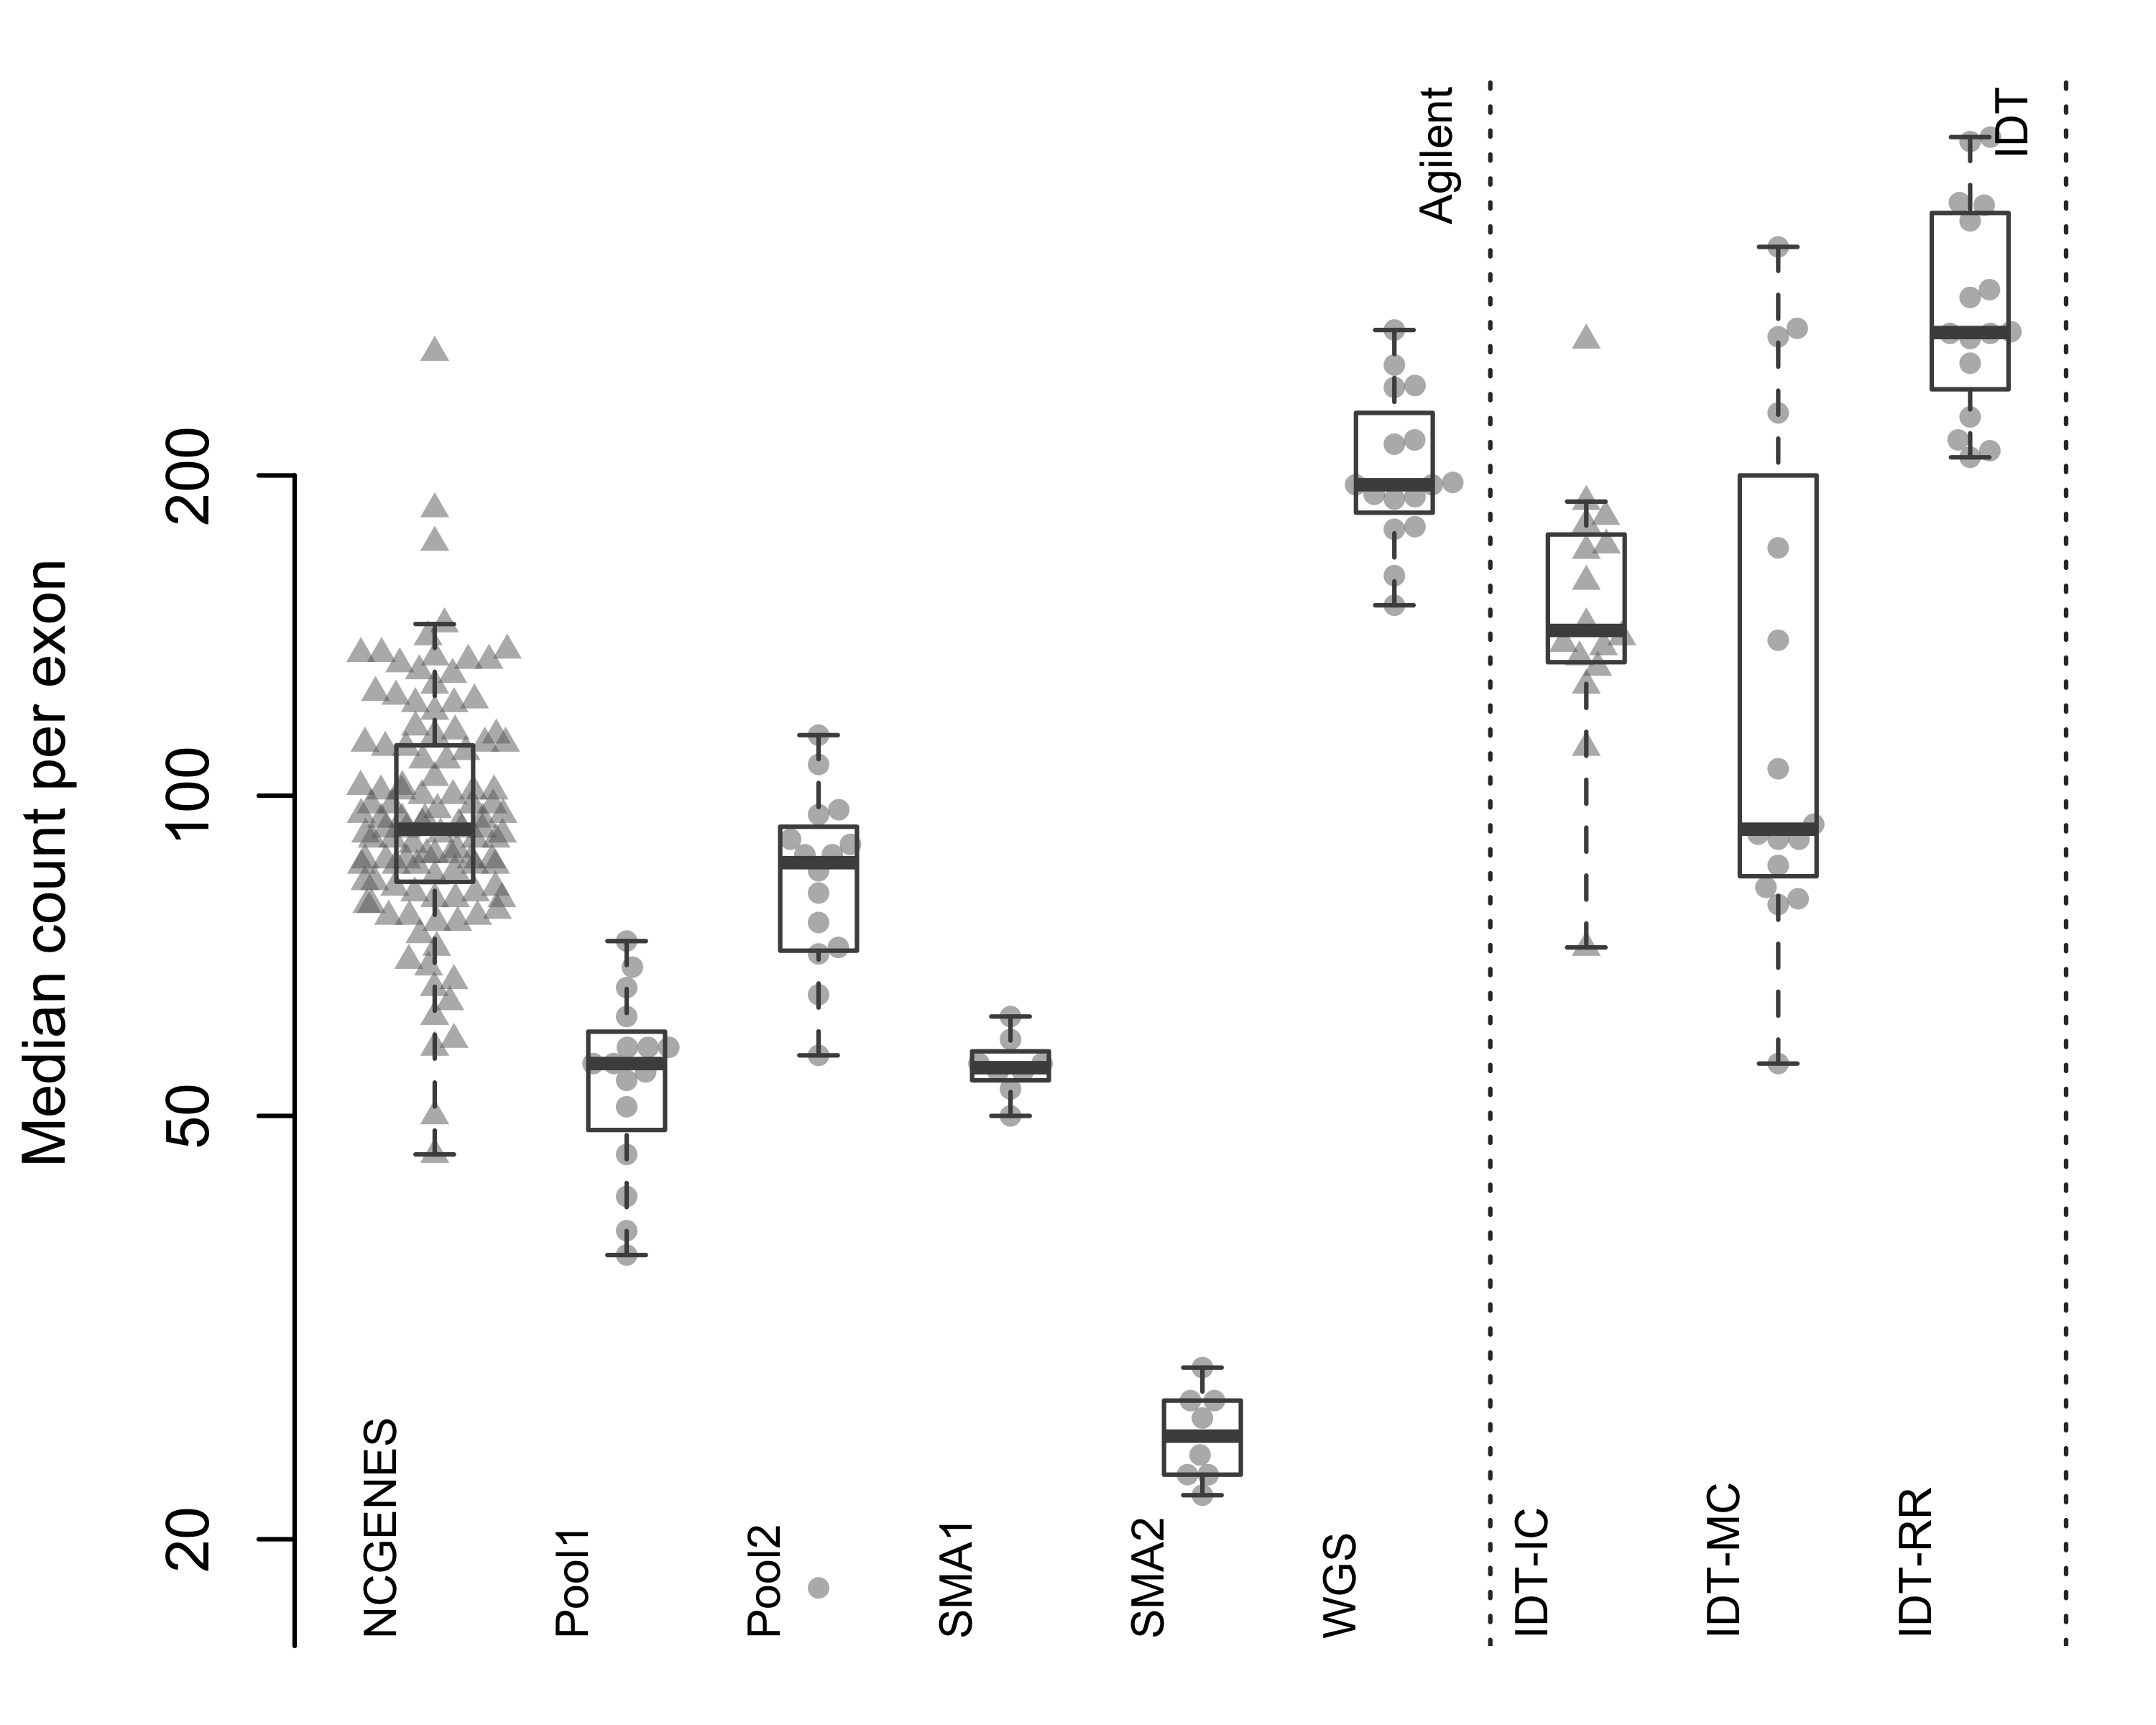 Median count per exon
200
100
50
20
Agilent
IDT
NCGENES
Pool1
Pool2
SMA1
SMA2
WGS
IDT-IC
IDT-MC
IDT-RR